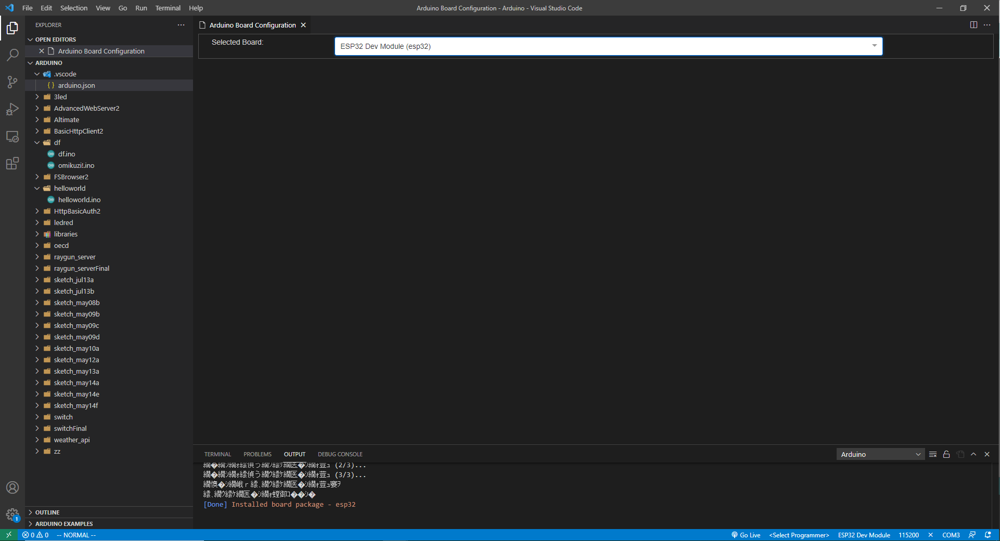 File Edit Selection View Go Run Terminal Help
Arduino Board Configuration - Arduino - Visual Studio Code
EXPLORER
OPEN EDITORS
Arduino Board Configuration
ARDUINO
.vscode
arduino.json
3led
AdvancedWebServer2
Altimate
BasicHttpClient2
df
df.ino
omikuzi!.ino
FSBrowser2
helloworld
helloworld.ino
HttpBasicAuth2
ledred
libraries
oecd
raygun_server
raygun_serverFinal
sketch_jul13a
sketch_jul13b
sketch_may08b
sketch_may09b
sketch_may09c
sketch_may09d
sketch_may10a
sketch_may12a
sketch_may13a
sketch_may14a
sketch_may14e
sketch_may14f
switch
switchFinal
weather_api
zz
OUTLINE
ARDUINO EXAMPLES
Arduino Board Configuration
Selected Board:
ESP32 Dev Module (esp32)
TERMINAL PROBLEMS OUTPUT DEBUG CONSOLE
Arduino
(2/3)...
(3/3)...
[Done] Installed board package - esp32
1
0 0 -- NORMAL --
Go Live <Select Programmer> ESP32 Dev Module 115200 COM3